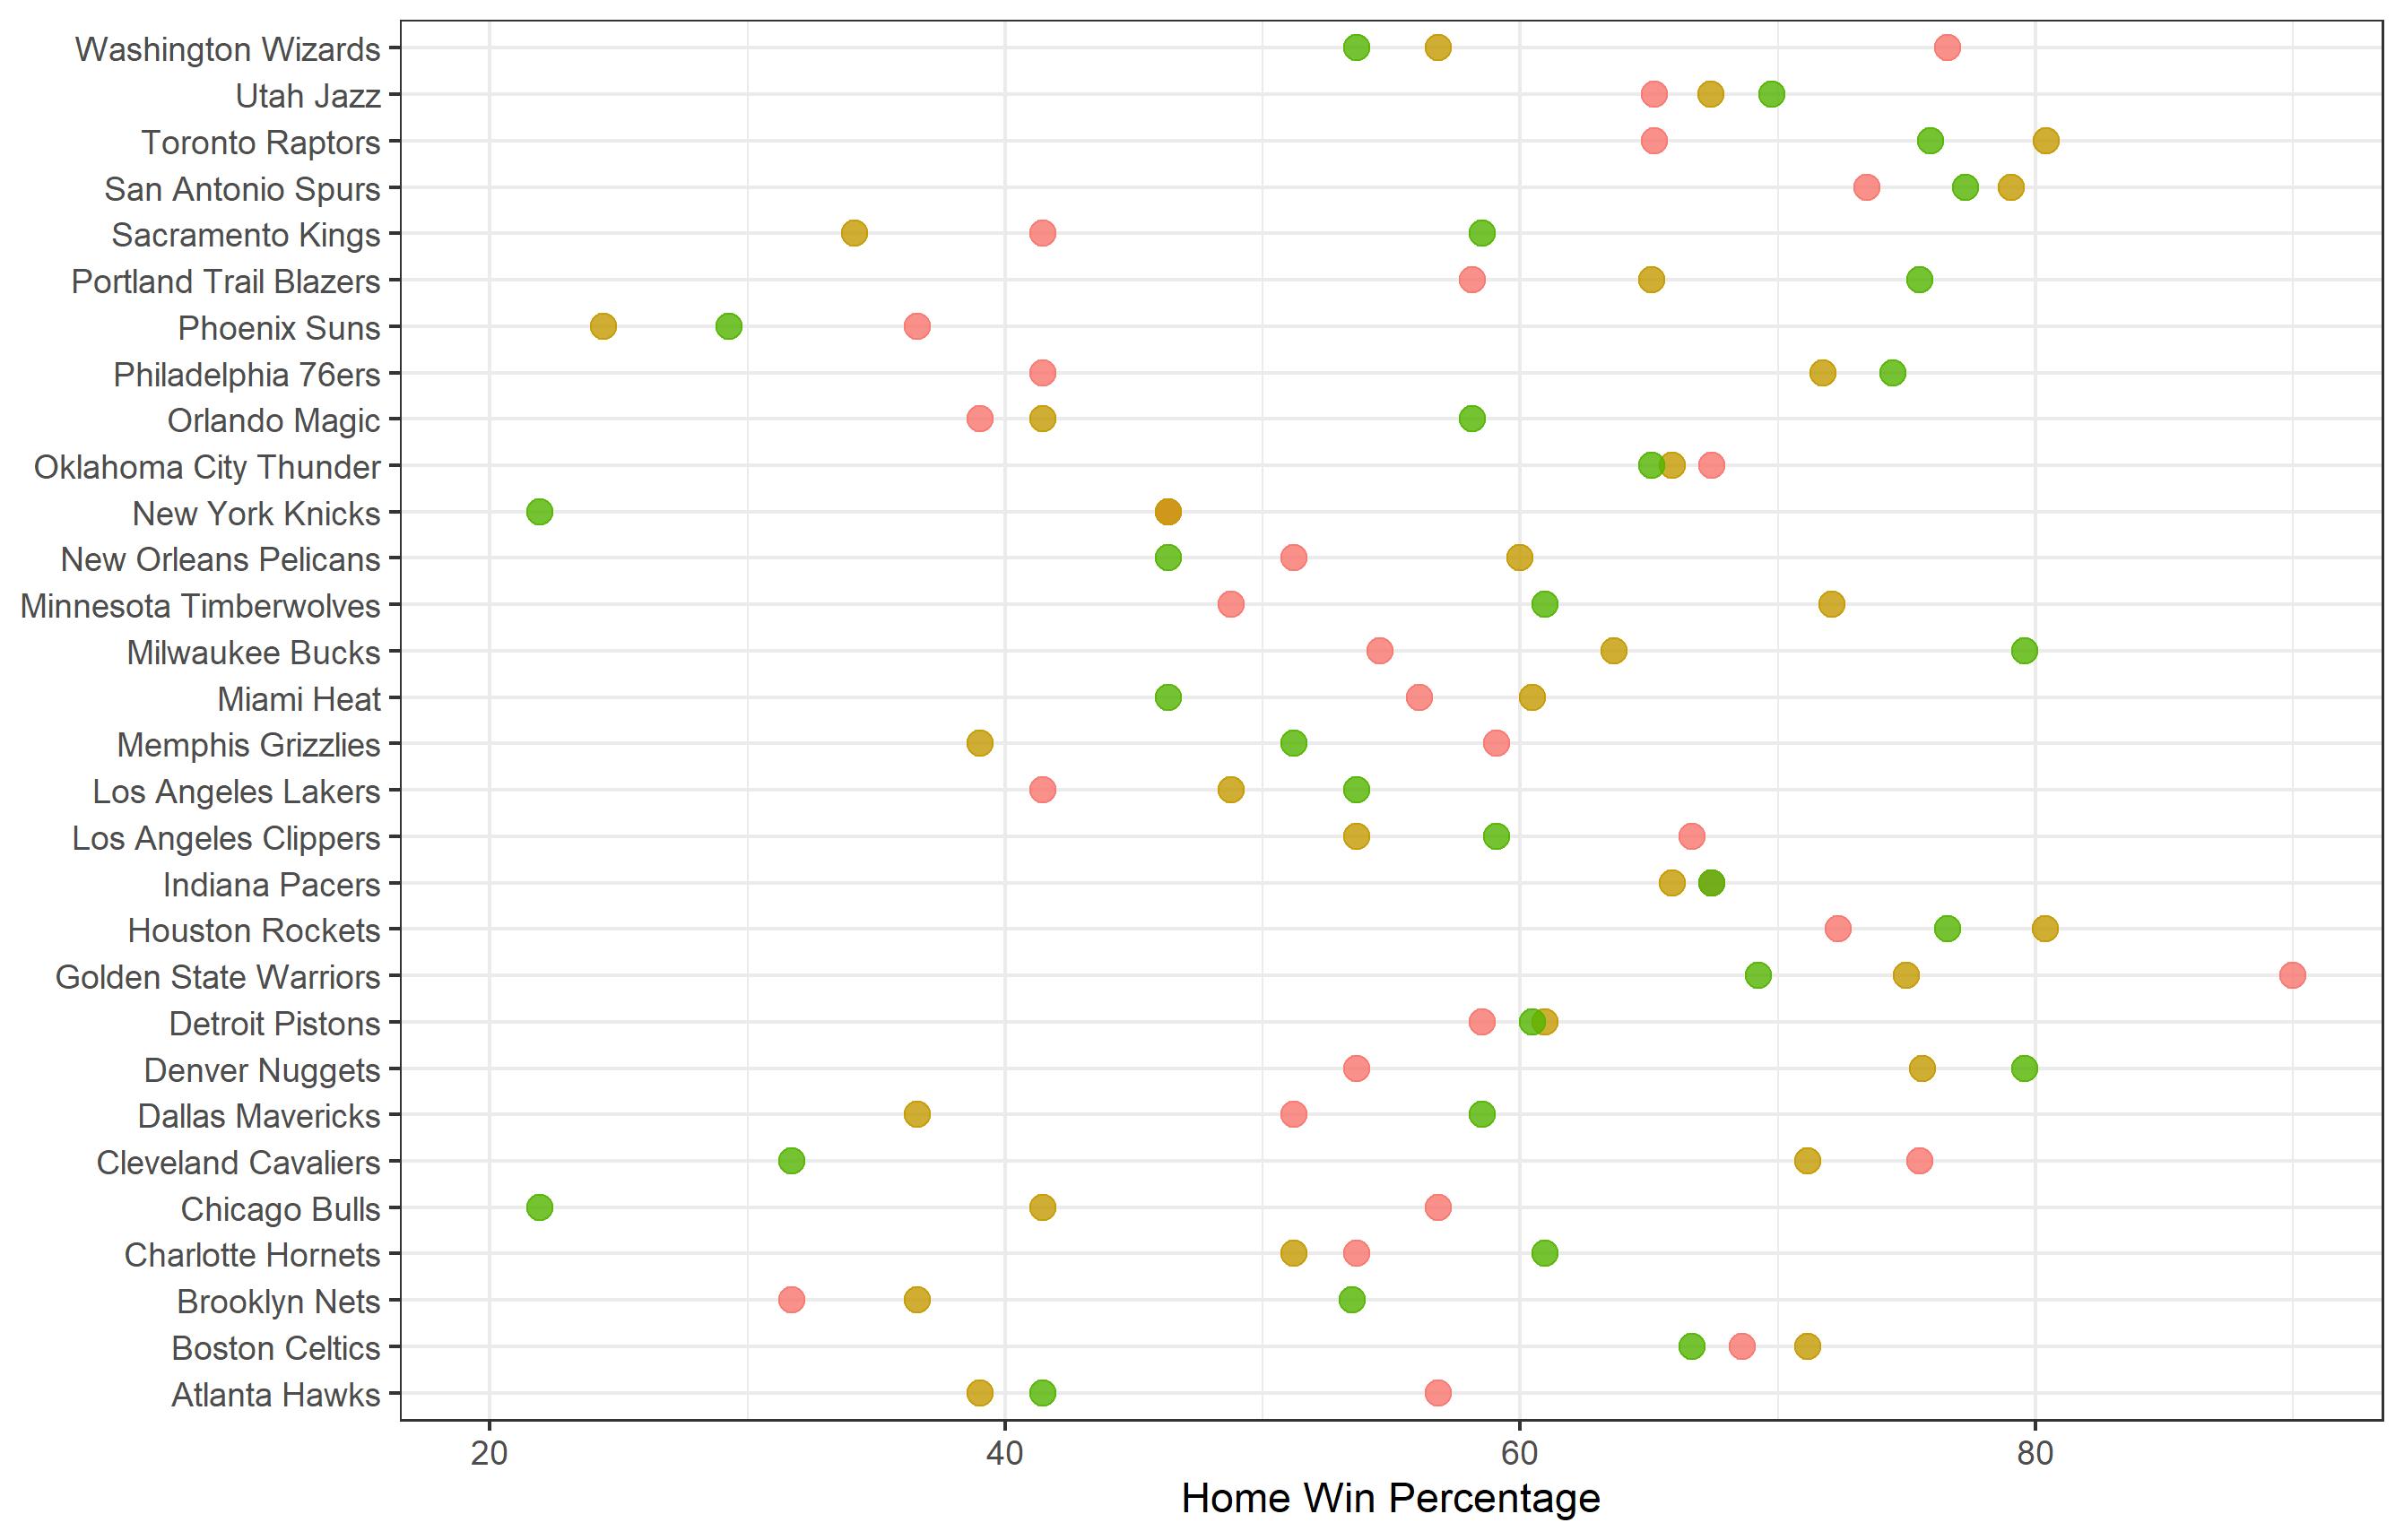 Washington Wizards
Utah Jazz
Toronto Raptors
San Antonio Spurs
Sacramento Kings
Portland Trail Blazers
Phoenix Suns
Philadelphia 76ers
Orlando Magic
Oklahoma City Thunder
New York Knicks
New Orleans Pelicans
Minnesota Timberwolves
Milwaukee Bucks
Miami Heat
Memphis Grizzlies
Los Angeles Lakers
Los Angeles Clippers
Indiana Pacers
Houston Rockets
Golden State Warriors
Detroit Pistons
Denver Nuggets
Dallas Mavericks
Cleveland Cavaliers
Chicago Bulls
Charlotte Hornets
Brooklyn Nets
Boston Celtics
Atlanta Hawks
20 40 60 80
Home Win Percentage